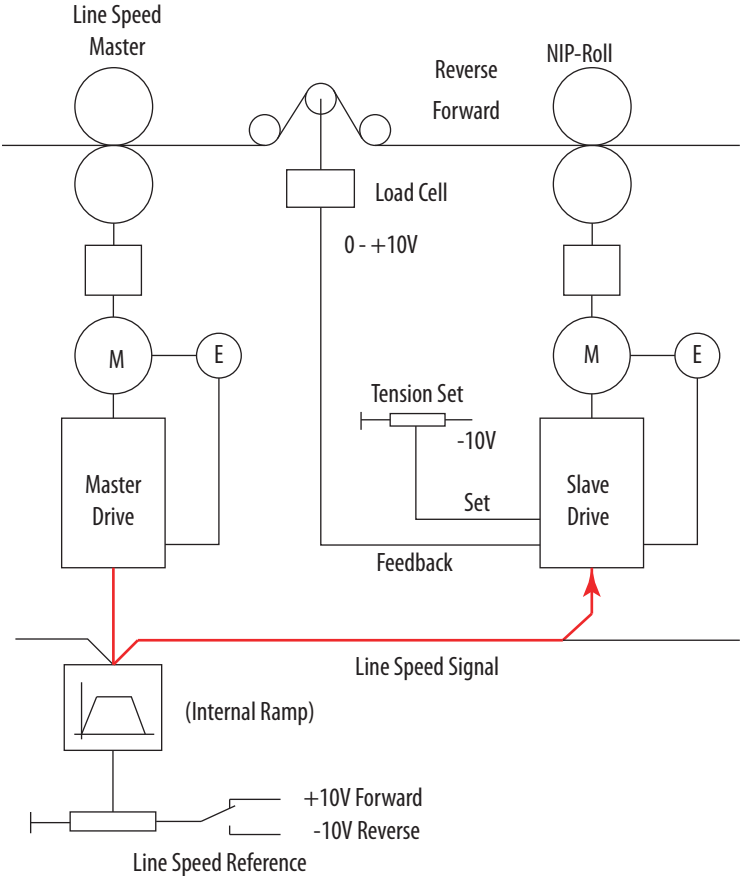 Line Speed
Master
NIP-Roll
Reverse
Forward
Load Cell
0 - +10V
M
E
M
E
Tension Set
-10V
Master
Drive
Set
Slave
Drive
Feedback
Line Speed Signal
(Internal Ramp)
+10V Forward
-10V Reverse
Line Speed Reference